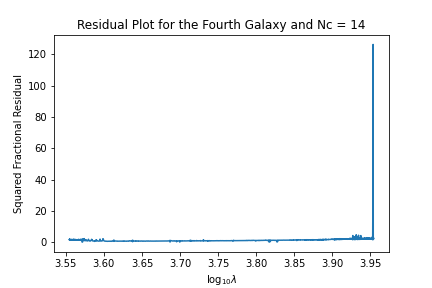 Residual Plot for the Fourth Galaxy and Nc = 14
Squared Fractional Residual
120
100
80
60
40
20
0
3.55 3.60 3.65 3.70 3.75 3.80 3.85 3.90 3.95
log₁₀λ